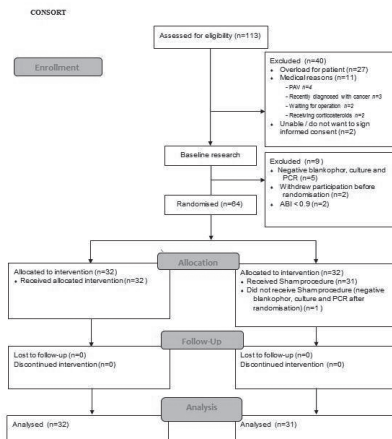 CONSORT
Assessed for eligibility (n=113)
Enrollment
Excluded (n=40)
• Overload for patient (n=27)
• Medical reasons (n=11)
– PAV n=4
– Recently diagnosed with cancer n=3
– Waiting for operation n=2
– Receiving corticosteroids n=2
• Unable / do not want to sign
informed consent (n=2)
Baseline research
Excluded (n=9)
• Negative blankophor, culture and
PCR (n=5)
• Withdrew participation before
randomisation (n=2)
• ABI < 0.9 (n=2)
Randomised (n=64)
Allocation
Allocated to intervention (n=32)
• Received allocated intervention (n=32)
Allocated to intervention (n=32)
• Received Sham procedure (n=31)
• Did not receive Sham procedure (negative
blankophor, culture and PCR after
randomisation) (n=1)
Follow-Up
Lost to follow-up (n=0)
Discontinued intervention (n=0)
Lost to follow-up (n=0)
Discontinued intervention (n=0)
Analysis
Analysed (n=32)
Analysed (n=31)